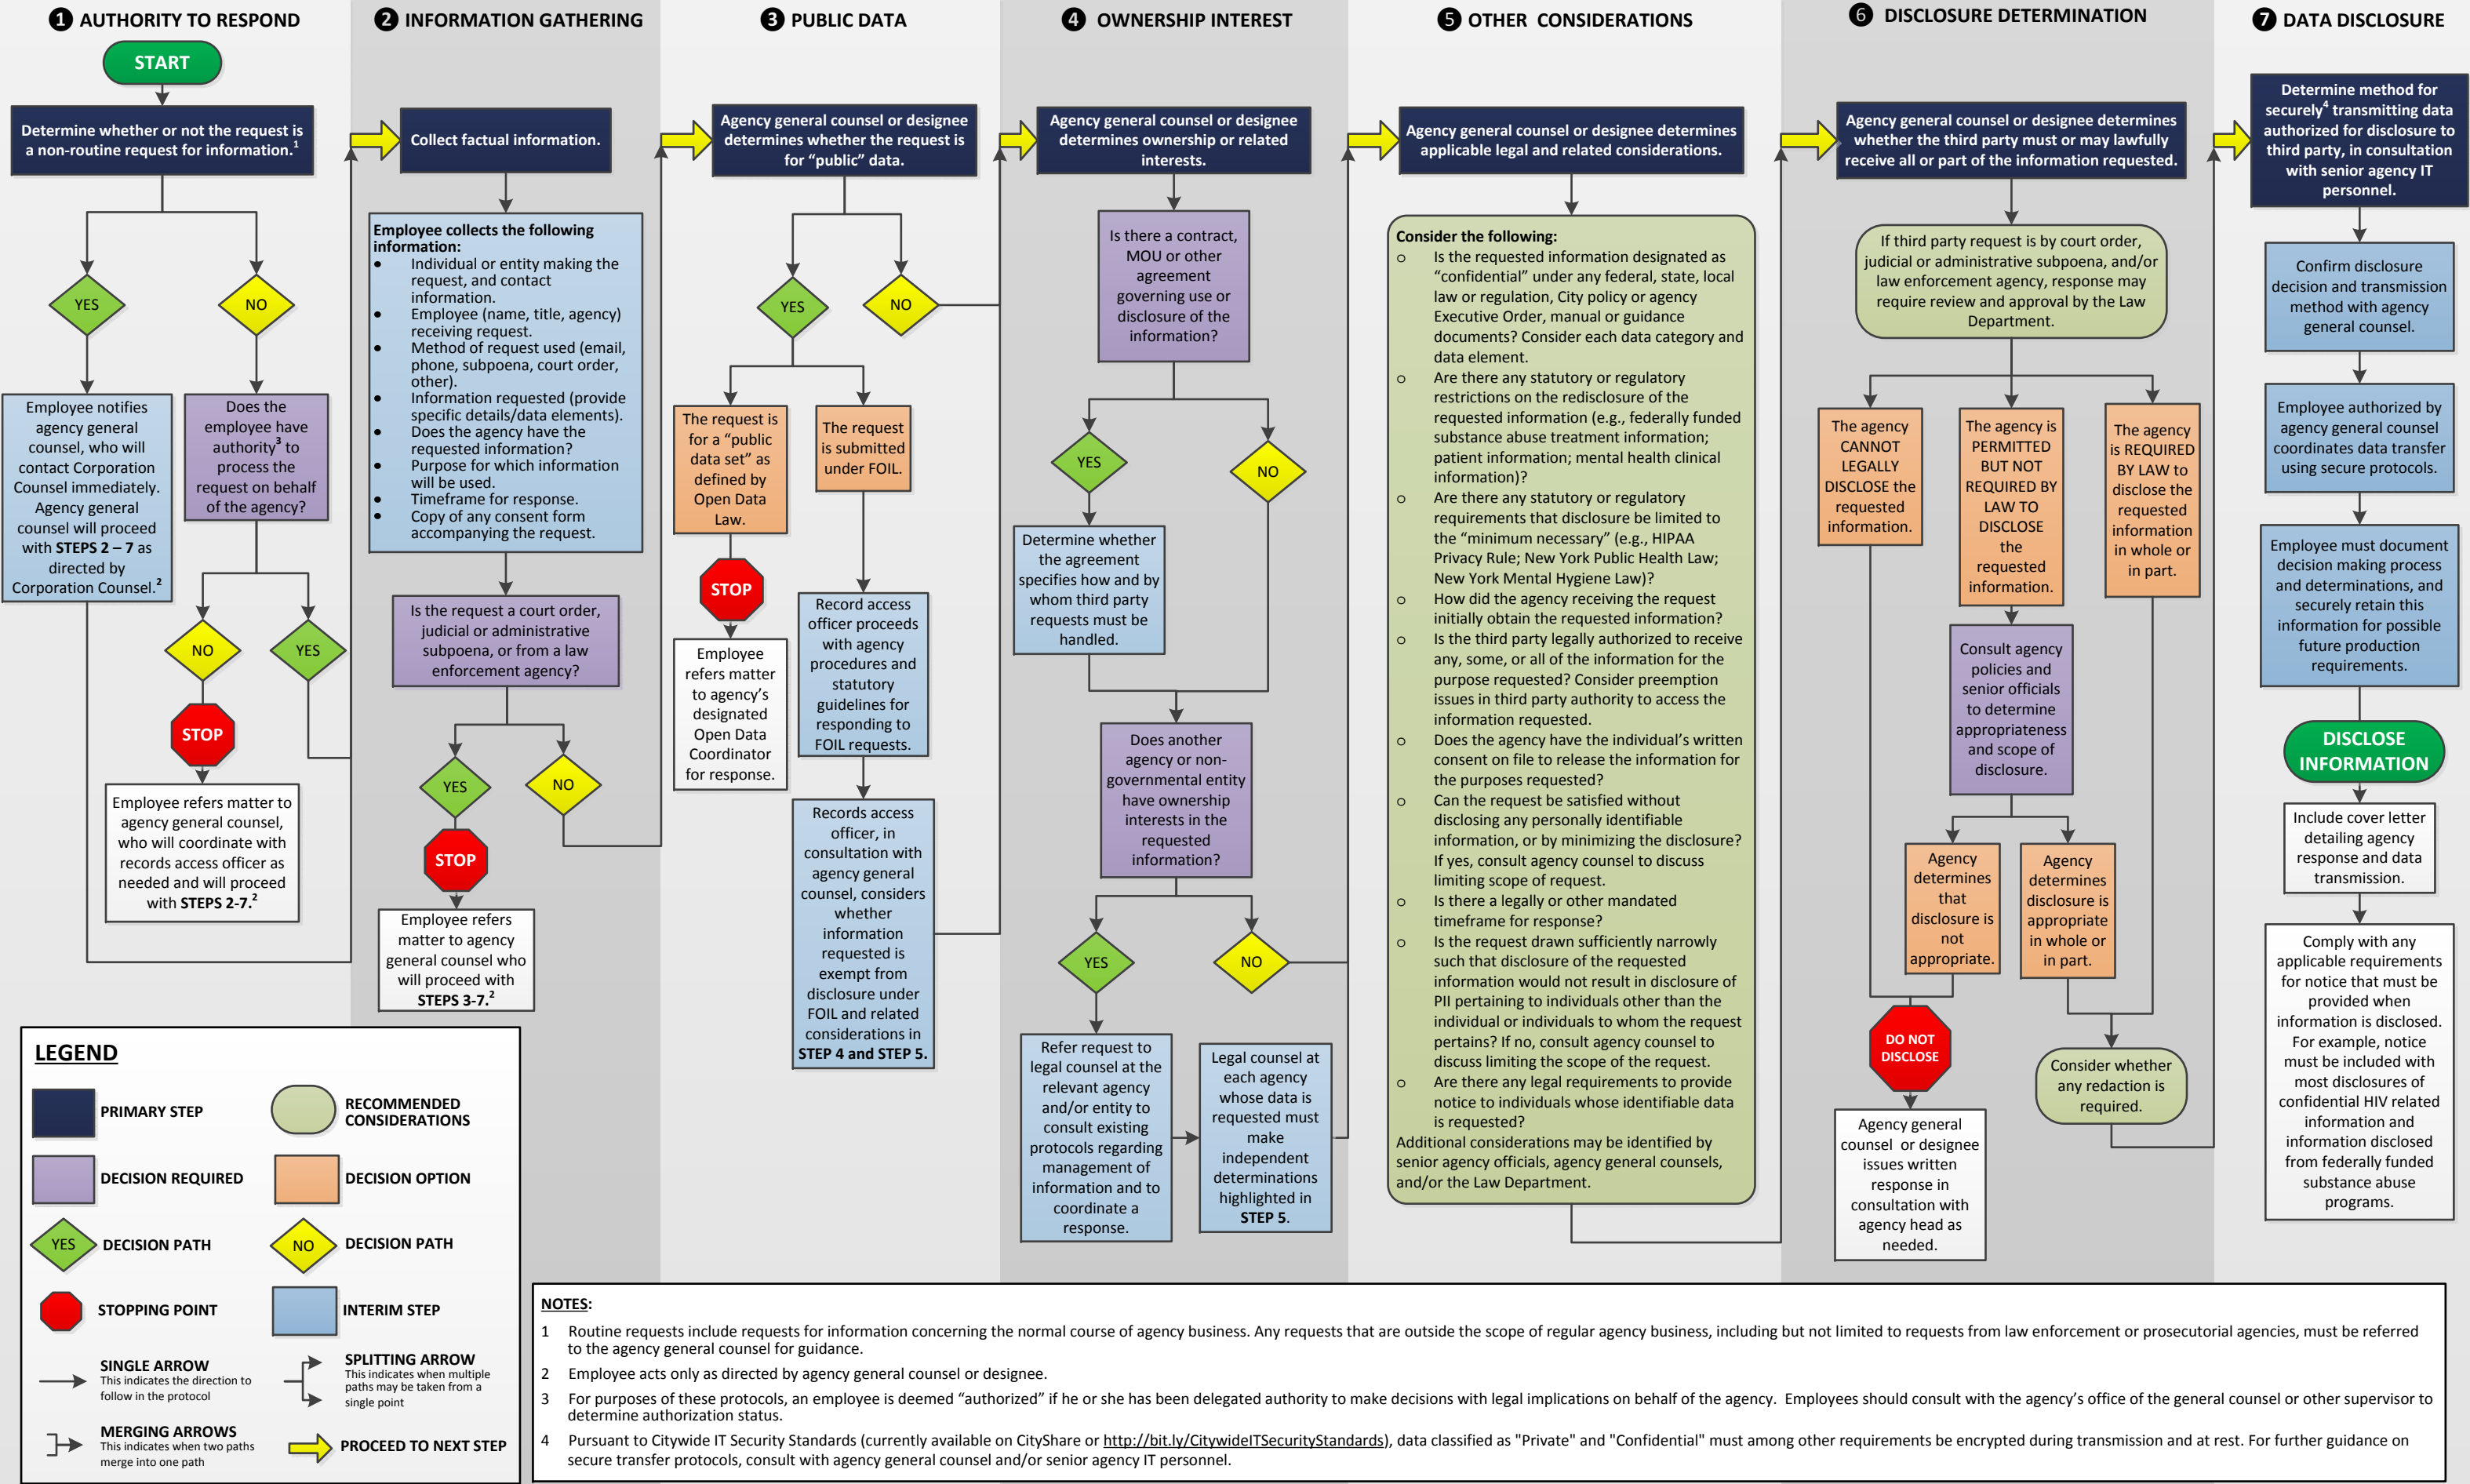 ❶ AUTHORITY TO RESPOND
START
Determine whether or not the request is
a non-routine request for information.1
YES
NO
Employee notifies
agency general
counsel, who will
contact Corporation
Counsel immediately.
Agency general
counsel will proceed
with STEPS 2 – 7 as
directed by
Corporation Counsel.2
Does the
employee have
authority3 to
process the
request on behalf
of the agency?
NO
YES
STOP
Employee refers matter to
agency general counsel,
who will coordinate with
records access officer as
needed and will proceed
with STEPS 2-7.2
❷ INFORMATION GATHERING
Collect factual information.
Employee collects the following
information:
• Individual or entity making the
request, and contact
information.
• Employee (name, title, agency)
receiving request.
• Method of request used (email,
phone, subpoena, court order,
other).
• Information requested (provide
specific details/data elements).
• Does the agency have the
requested information?
• Purpose for which information
will be used.
• Timeframe for response.
• Copy of any consent form
accompanying the request.
Is the request a court order,
judicial or administrative
subpoena, or from a law
enforcement agency?
YES
NO
STOP
Employee refers
matter to agency
general counsel who
will proceed with
STEPS 3-7.2
❸ PUBLIC DATA
Agency general counsel or designee
determines whether the request is
for “public” data.
YES
NO
The request is
for a “public
data set” as
defined by
Open Data
Law.
STOP
Employee
refers matter
to agency’s
designated
Open Data
Coordinator
for response.
The request
is submitted
under FOIL.
Record access
officer proceeds
with agency
procedures and
statutory
guidelines for
responding to
FOIL requests.
Records access
officer, in
consultation with
agency general
counsel, considers
whether
information
requested is
exempt from
disclosure under
FOIL and related
considerations in
STEP 4 and STEP 5.
❹ OWNERSHIP INTEREST
Agency general counsel or designee
determines ownership or related
interests.
Is there a contract,
MOU or other
agreement
governing use or
disclosure of the
information?
YES
NO
Determine whether
the agreement
specifies how and by
whom third party
requests must be
handled.
Does another
agency or non-
governmental entity
have ownership
interests in the
requested
information?
YES
NO
Refer request to
legal counsel at the
relevant agency
and/or entity to
consult existing
protocols regarding
management of
information and to
coordinate a
response.
Legal counsel at
each agency
whose data is
requested must
make
independent
determinations
highlighted in
STEP 5.
❺ OTHER CONSIDERATIONS
Agency general counsel or designee determines
applicable legal and related considerations.
Consider the following:
o Is the requested information designated as
“confidential” under any federal, state, local
law or regulation, City policy or agency
Executive Order, manual or guidance
documents? Consider each data category and
data element.
o Are there any statutory or regulatory
restrictions on the redisclosure of the
requested information (e.g., federally funded
substance abuse treatment information;
patient information; mental health clinical
information)?
o Are there any statutory or regulatory
requirements that disclosure be limited to
the “minimum necessary” (e.g., HIPAA
Privacy Rule; New York Public Health Law;
New York Mental Hygiene Law)?
o How did the agency receiving the request
initially obtain the requested information?
o Is the third party legally authorized to receive
any, some, or all of the information for the
purpose requested? Consider preemption
issues in third party authority to access the
information requested.
o Does the agency have the individual’s written
consent on file to release the information for
the purposes requested?
o Can the request be satisfied without
disclosing any personally identifiable
information, or by minimizing the disclosure?
If yes, consult agency counsel to discuss
limiting scope of request.
o Is there a legally or other mandated
timeframe for response?
o Is the request drawn sufficiently narrowly
such that disclosure of the requested
information would not result in disclosure of
PII pertaining to individuals other than the
individual or individuals to whom the request
pertains? If no, consult agency counsel to
discuss limiting the scope of the request.
o Are there any legal requirements to provide
notice to individuals whose identifiable data
is requested?
Additional considerations may be identified by
senior agency officials, agency general counsels,
and/or the Law Department.
❻ DISCLOSURE DETERMINATION
Agency general counsel or designee determines
whether the third party must or may lawfully
receive all or part of the information requested.
If third party request is by court order,
judicial or administrative subpoena, and/or
law enforcement agency, response may
require review and approval by the Law
Department.
The agency
CANNOT
LEGALLY
DISCLOSE the
requested
information.
The agency is
PERMITTED
BUT NOT
REQUIRED BY
LAW TO
DISCLOSE
the
requested
information.
The agency
is REQUIRED
BY LAW to
disclose the
requested
information
in whole or
in part.
Consult agency
policies and
senior officials
to determine
appropriateness
and scope of
disclosure.
Agency
determines
that
disclosure is
not
appropriate.
Agency
determines
disclosure is
appropriate
in whole or
in part.
DO NOT
DISCLOSE
Consider whether
any redaction is
required.
Agency general
counsel or designee
issues written
response in
consultation with
agency head as
needed.
❼ DATA DISCLOSURE
Determine method for
securely4 transmitting data
authorized for disclosure to
third party, in consultation
with senior agency IT
personnel.
Confirm disclosure
decision and transmission
method with agency
general counsel.
Employee authorized by
agency general counsel
coordinates data transfer
using secure protocols.
Employee must document
decision making process
and determinations, and
securely retain this
information for possible
future production
requirements.
DISCLOSE
INFORMATION
Include cover letter
detailing agency
response and data
transmission.
Comply with any
applicable requirements
for notice that must be
provided when
information is disclosed.
For example, notice
must be included with
most disclosures of
confidential HIV related
information and
information disclosed
from federally funded
substance abuse
programs.
LEGEND
PRIMARY STEP
RECOMMENDED
CONSIDERATIONS
DECISION REQUIRED
DECISION OPTION
YES
DECISION PATH
NO
DECISION PATH
STOPPING POINT
INTERIM STEP
SINGLE ARROW
This indicates the direction to
follow in the protocol
SPLITTING ARROW
This indicates when multiple
paths may be taken from a
single point
MERGING ARROWS
This indicates when two paths
merge into one path
PROCEED TO NEXT STEP
NOTES:
1 Routine requests include requests for information concerning the normal course of agency business. Any requests that are outside the scope of regular agency business, including but not limited to requests from law enforcement or prosecutorial agencies, must be referred
to the agency general counsel for guidance.
2 Employee acts only as directed by agency general counsel or designee.
3 For purposes of these protocols, an employee is deemed “authorized” if he or she has been delegated authority to make decisions with legal implications on behalf of the agency. Employees should consult with the agency’s office of the general counsel or other supervisor to
determine authorization status.
4 Pursuant to Citywide IT Security Standards (currently available on CityShare or http://bit.ly/CitywideITSecurityStandards), data classified as "Private" and "Confidential" must among other requirements be encrypted during transmission and at rest. For further guidance on
secure transfer protocols, consult with agency general counsel and/or senior agency IT personnel.